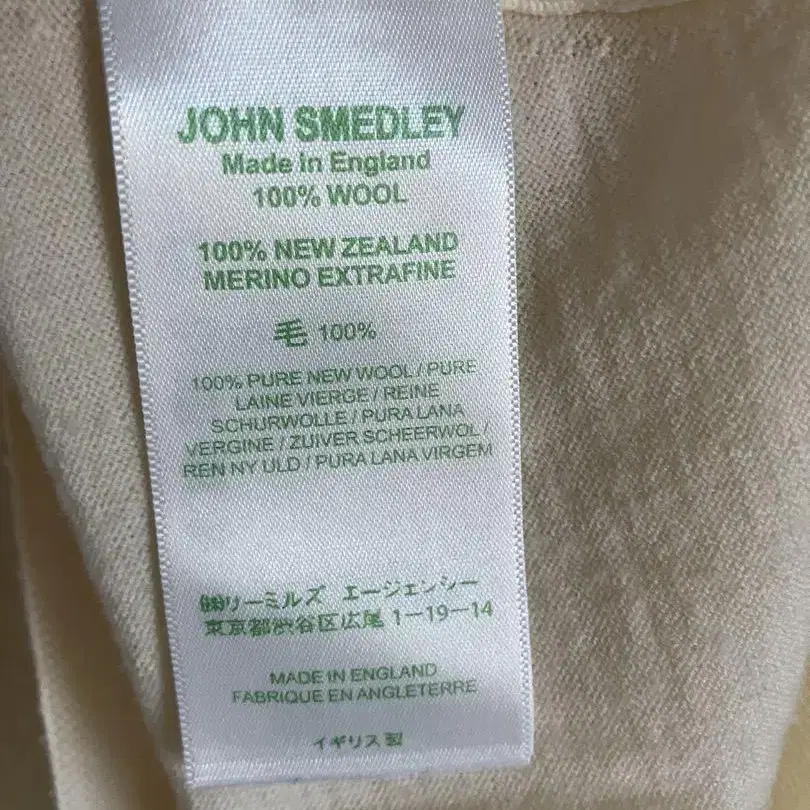 JOHN SMEDLEY
Made in England
100% WOOL
100% NEW ZEALAND
MERINO EXTRAFINE
毛 100%
100% PURE NEW WOOL / PURE
LAINE VIERGE / REINE
SCHURWOLLE / PURA LANA
VERGINE / ZUIVER SCHEERWOL /
REN NY ULD / PURA LANA VIRGEM
㈱リーミルズ エージェンシー
東京都渋谷区広尾 1-19-14
MADE IN ENGLAND
FABRIQUE EN ANGLETERRE
イギリス製